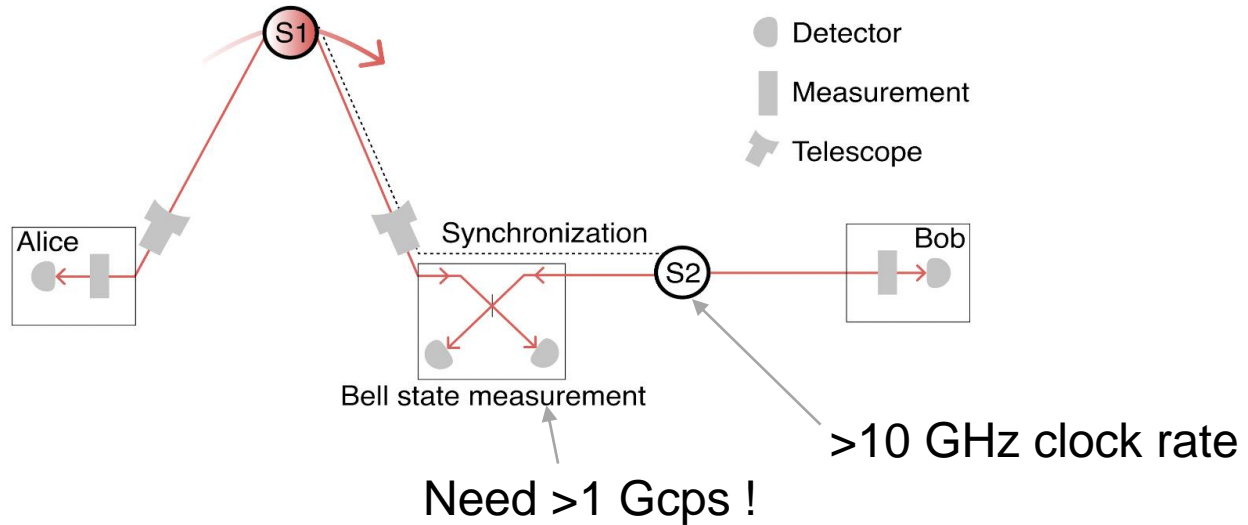 S1
Detector
Measurement
Telescope
Alice
Synchronization
S2
Bob
Bell state measurement
>10 GHz clock rate
Need >1 Gcps !